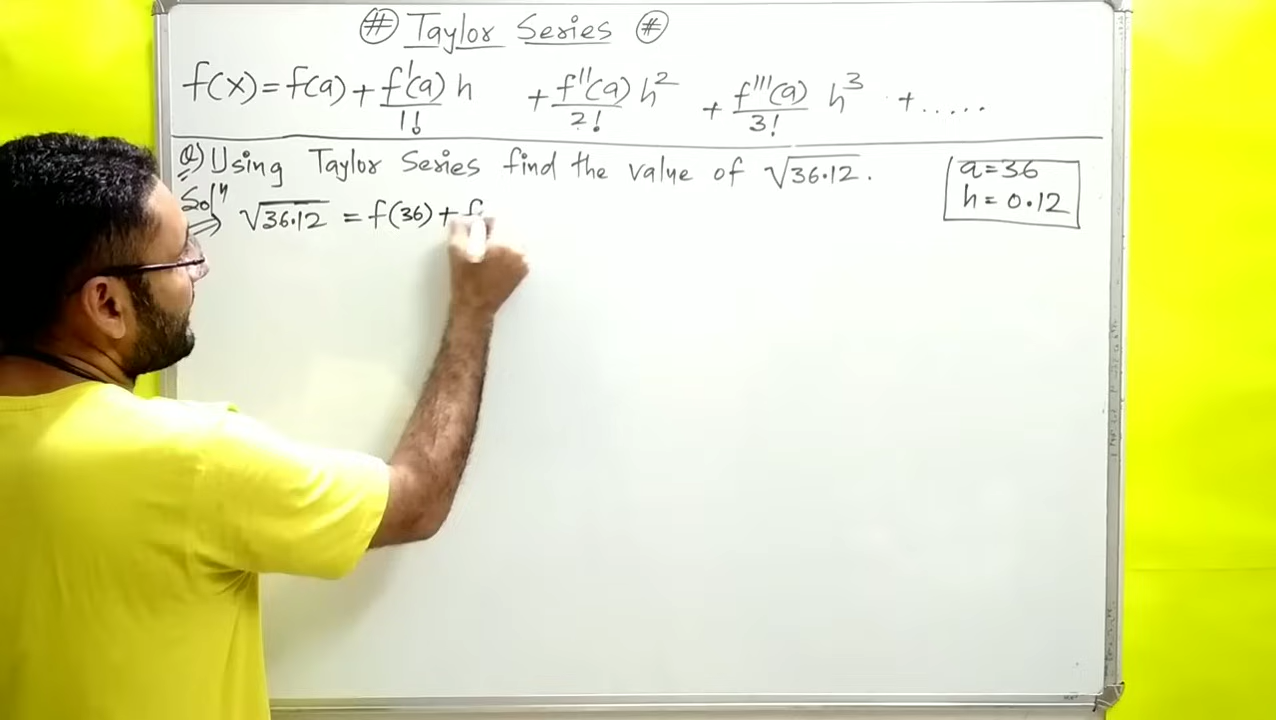 # Taylor Series #
f(x) = f(a) + f'(a)/1! h + f''(a)/2! h² + f'''(a)/3! h³ + .....
Q) Using Taylor Series find the value of √36.12.
a=36
h=0.12
Solⁿ √36.12 = f(36) + f